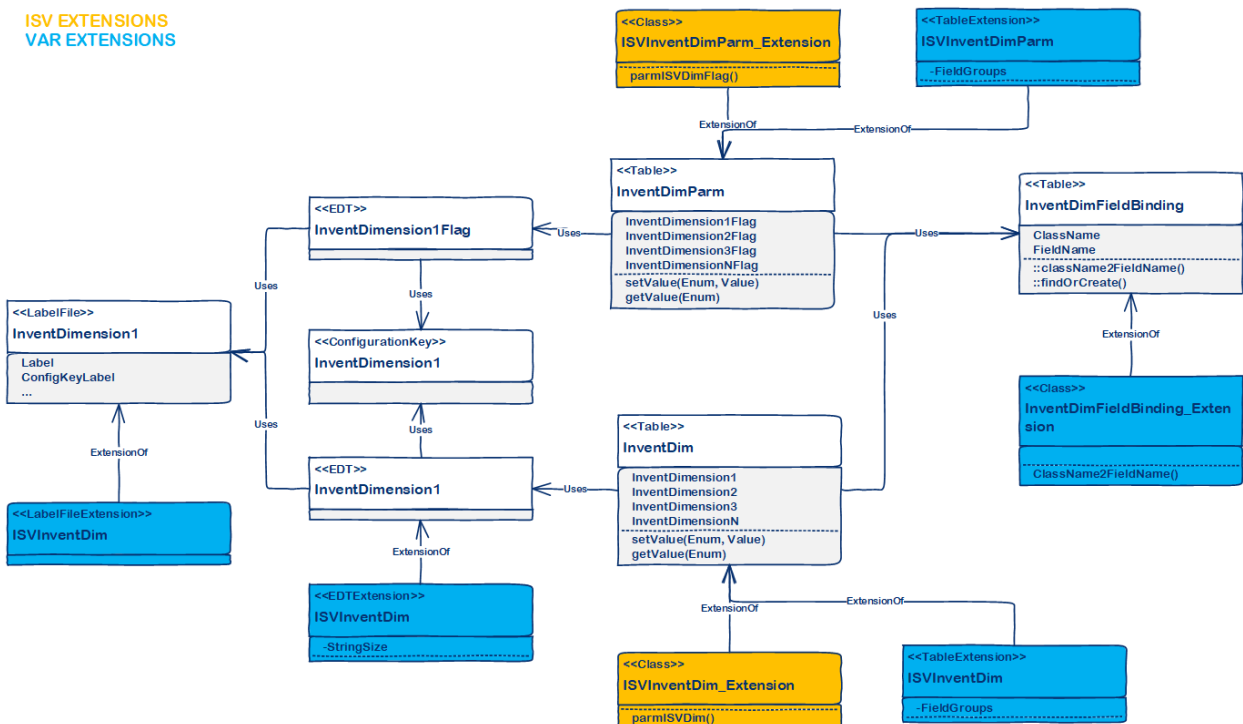 ISV EXTENSIONS
VAR EXTENSIONS
<<Class>>
ISVInventDimParm_Extension
parmISVDimFlag()
<<TableExtension>>
ISVInventDimParm
-FieldGroups
ExtensionOf
ExtensionOf
<<Table>>
InventDimParm
InventDimension1Flag
InventDimension2Flag
InventDimension3Flag
InventDimensionNFlag
setValue(Enum, Value)
getValue(Enum)
<<Table>>
InventDimFieldBinding
ClassName
FieldName
::className2FieldName()
::findOrCreate()
<<EDT>>
InventDimension1Flag
Uses
Uses
Uses
Uses
Uses
<<LabelFile>>
InventDimension1
Label
ConfigKeyLabel
...
<<ConfigurationKey>>
InventDimension1
ExtensionOf
<<Class>>
InventDimFieldBinding_Exten
sion
ClassName2FieldName()
Uses
Uses
<<Table>>
InventDim
InventDimension1
InventDimension2
InventDimension3
InventDimensionN
setValue(Enum, Value)
getValue(Enum)
ExtensionOf
<<EDT>>
InventDimension1
Uses
<<LabelFileExtension>>
ISVInventDim
ExtensionOf
<<EDTExtension>>
ISVInventDim
-StringSize
ExtensionOf
ExtensionOf
<<Class>>
ISVInventDim_Extension
parmISVDim()
<<TableExtension>>
ISVInventDim
-FieldGroups